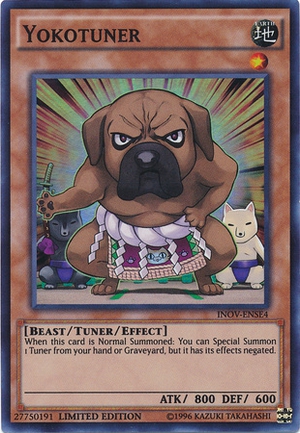 YOKOTUNER
EARTH
地
INOV-ENSE4
[BEAST/TUNER/EFFECT]
When this card is Normal Summoned: You can Special Summon
1 Tuner from your hand or Graveyard, but it has its effects negated.
ATK/ 800 DEF/ 600
27750191 LIMITED EDITION ©1996 KAZUKI TAKAHASHI